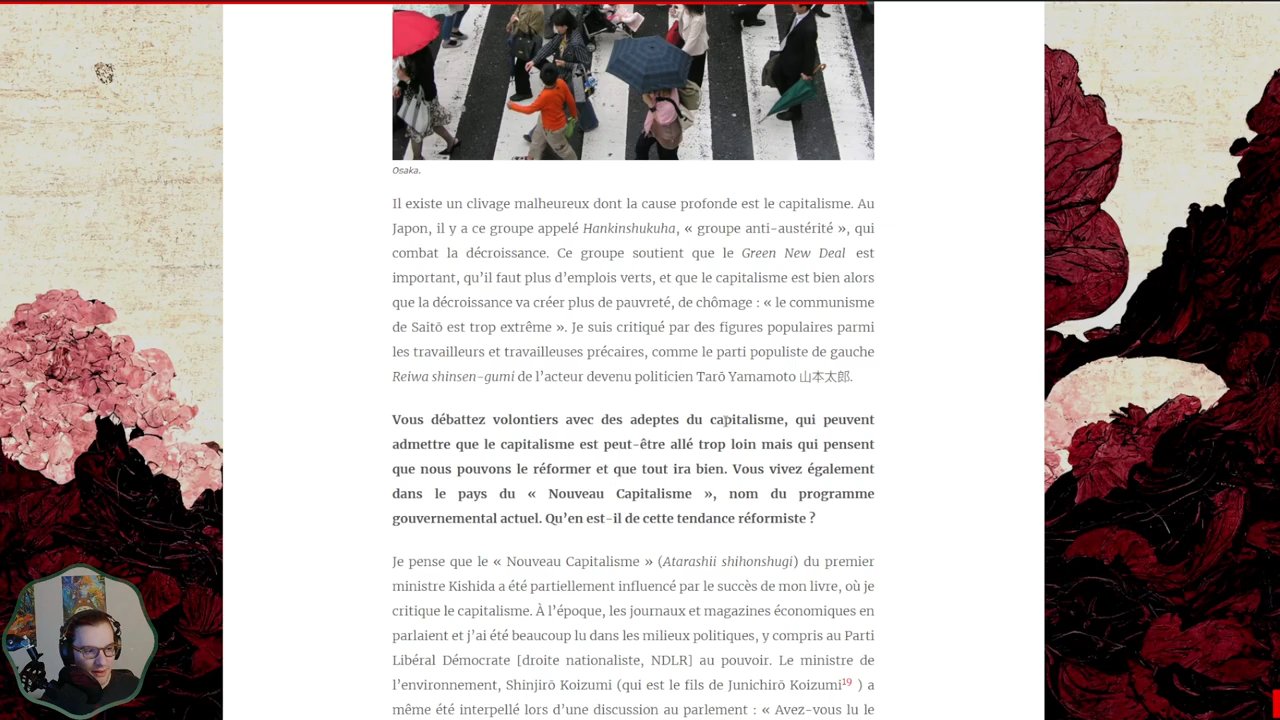 Osaka.
Il existe un clivage malheureux dont la cause profonde est le capitalisme. Au
Japon, il y a ce groupe appelé Hankinshukuha, « groupe anti-austérité », qui
combat la décroissance. Ce groupe soutient que le Green New Deal est
important, qu’il faut plus d’emplois verts, et que le capitalisme est bien alors
que la décroissance va créer plus de pauvreté, de chômage : « le communisme
de Saitō est trop extrême ». Je suis critiqué par des figures populaires parmi
les travailleurs et travailleuses précaires, comme le parti populiste de gauche
Reiwa shinsen-gumi de l’acteur devenu politicien Tarō Yamamoto 山本太郎.
Vous débattez volontiers avec des adeptes du capitalisme, qui peuvent
admettre que le capitalisme est peut-être allé trop loin mais qui pensent
que nous pouvons le réformer et que tout ira bien. Vous vivez également
dans le pays du « Nouveau Capitalisme », nom du programme
gouvernemental actuel. Qu’en est-il de cette tendance réformiste ?
Je pense que le « Nouveau Capitalisme » (Atarashii shihonshugi) du premier
ministre Kishida a été partiellement influencé par le succès de mon livre, où je
critique le capitalisme. À l’époque, les journaux et magazines économiques en
parlaient et j’ai été beaucoup lu dans les milieux politiques, y compris au Parti
Libéral Démocrate [droite nationaliste, NDLR] au pouvoir. Le ministre de
l’environnement, Shinjirō Koizumi (qui est le fils de Junichirō Koizumi19 ) a
même été interpellé lors d’une discussion au parlement : « Avez-vous lu le